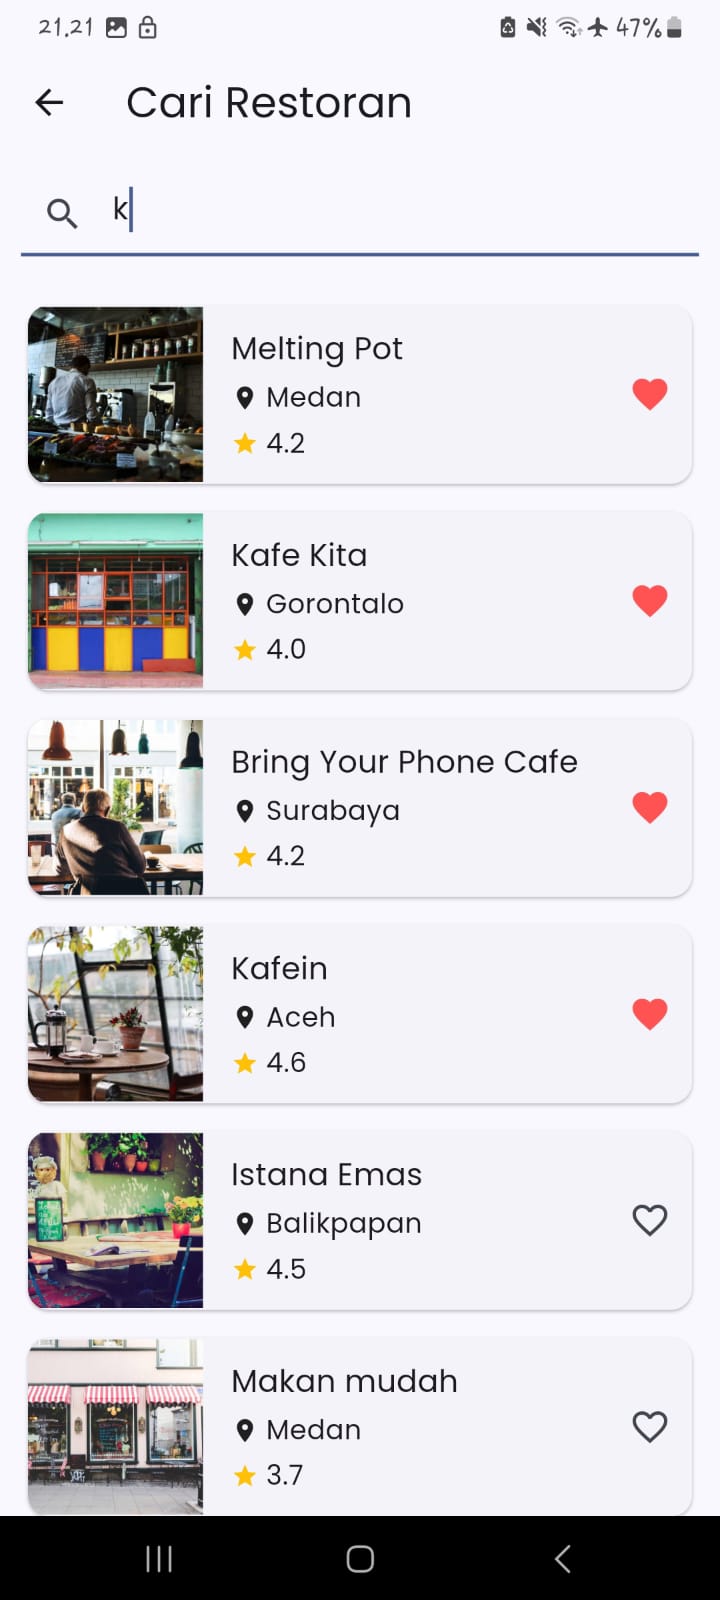 21.21 47%
Cari Restoran
k
Melting Pot
Medan
4.2
Kafe Kita
Gorontalo
4.0
Bring Your Phone Cafe
Surabaya
4.2
Kafein
Aceh
4.6
Istana Emas
Balikpapan
4.5
Makan mudah
Medan
3.7